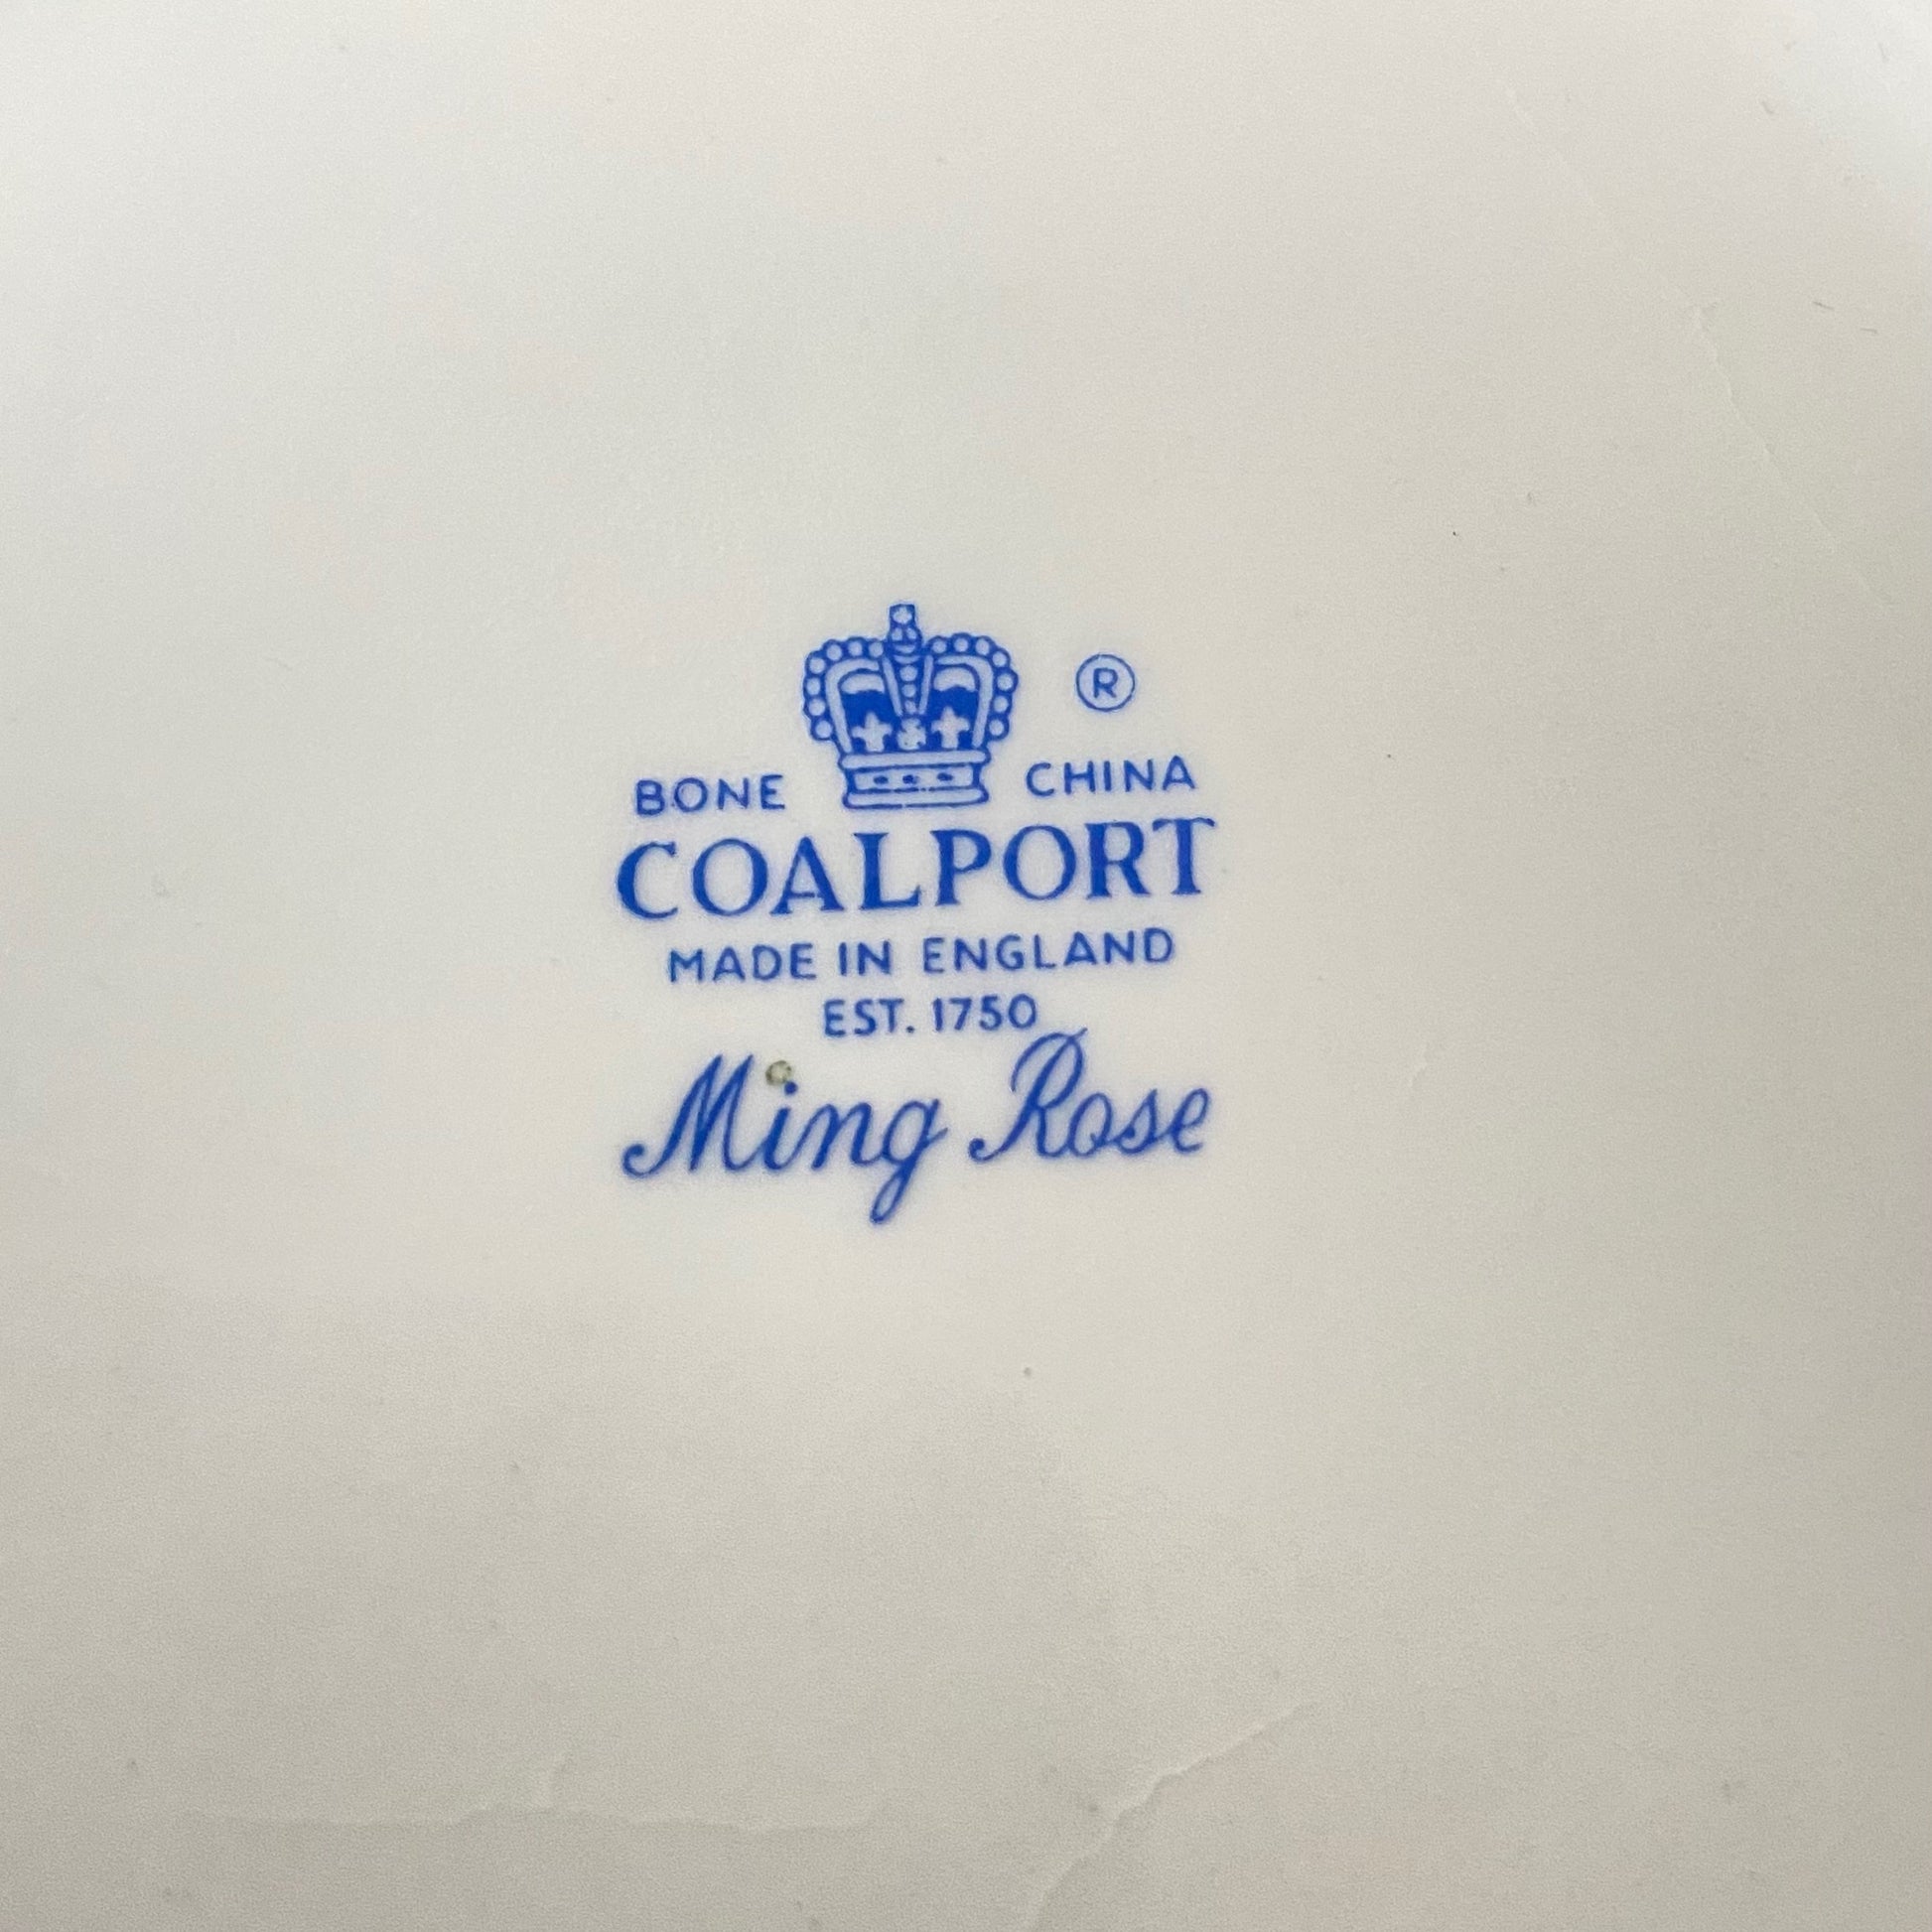 ®
BONE CHINA
COALPORT
MADE IN ENGLAND
EST. 1750
Ming Rose